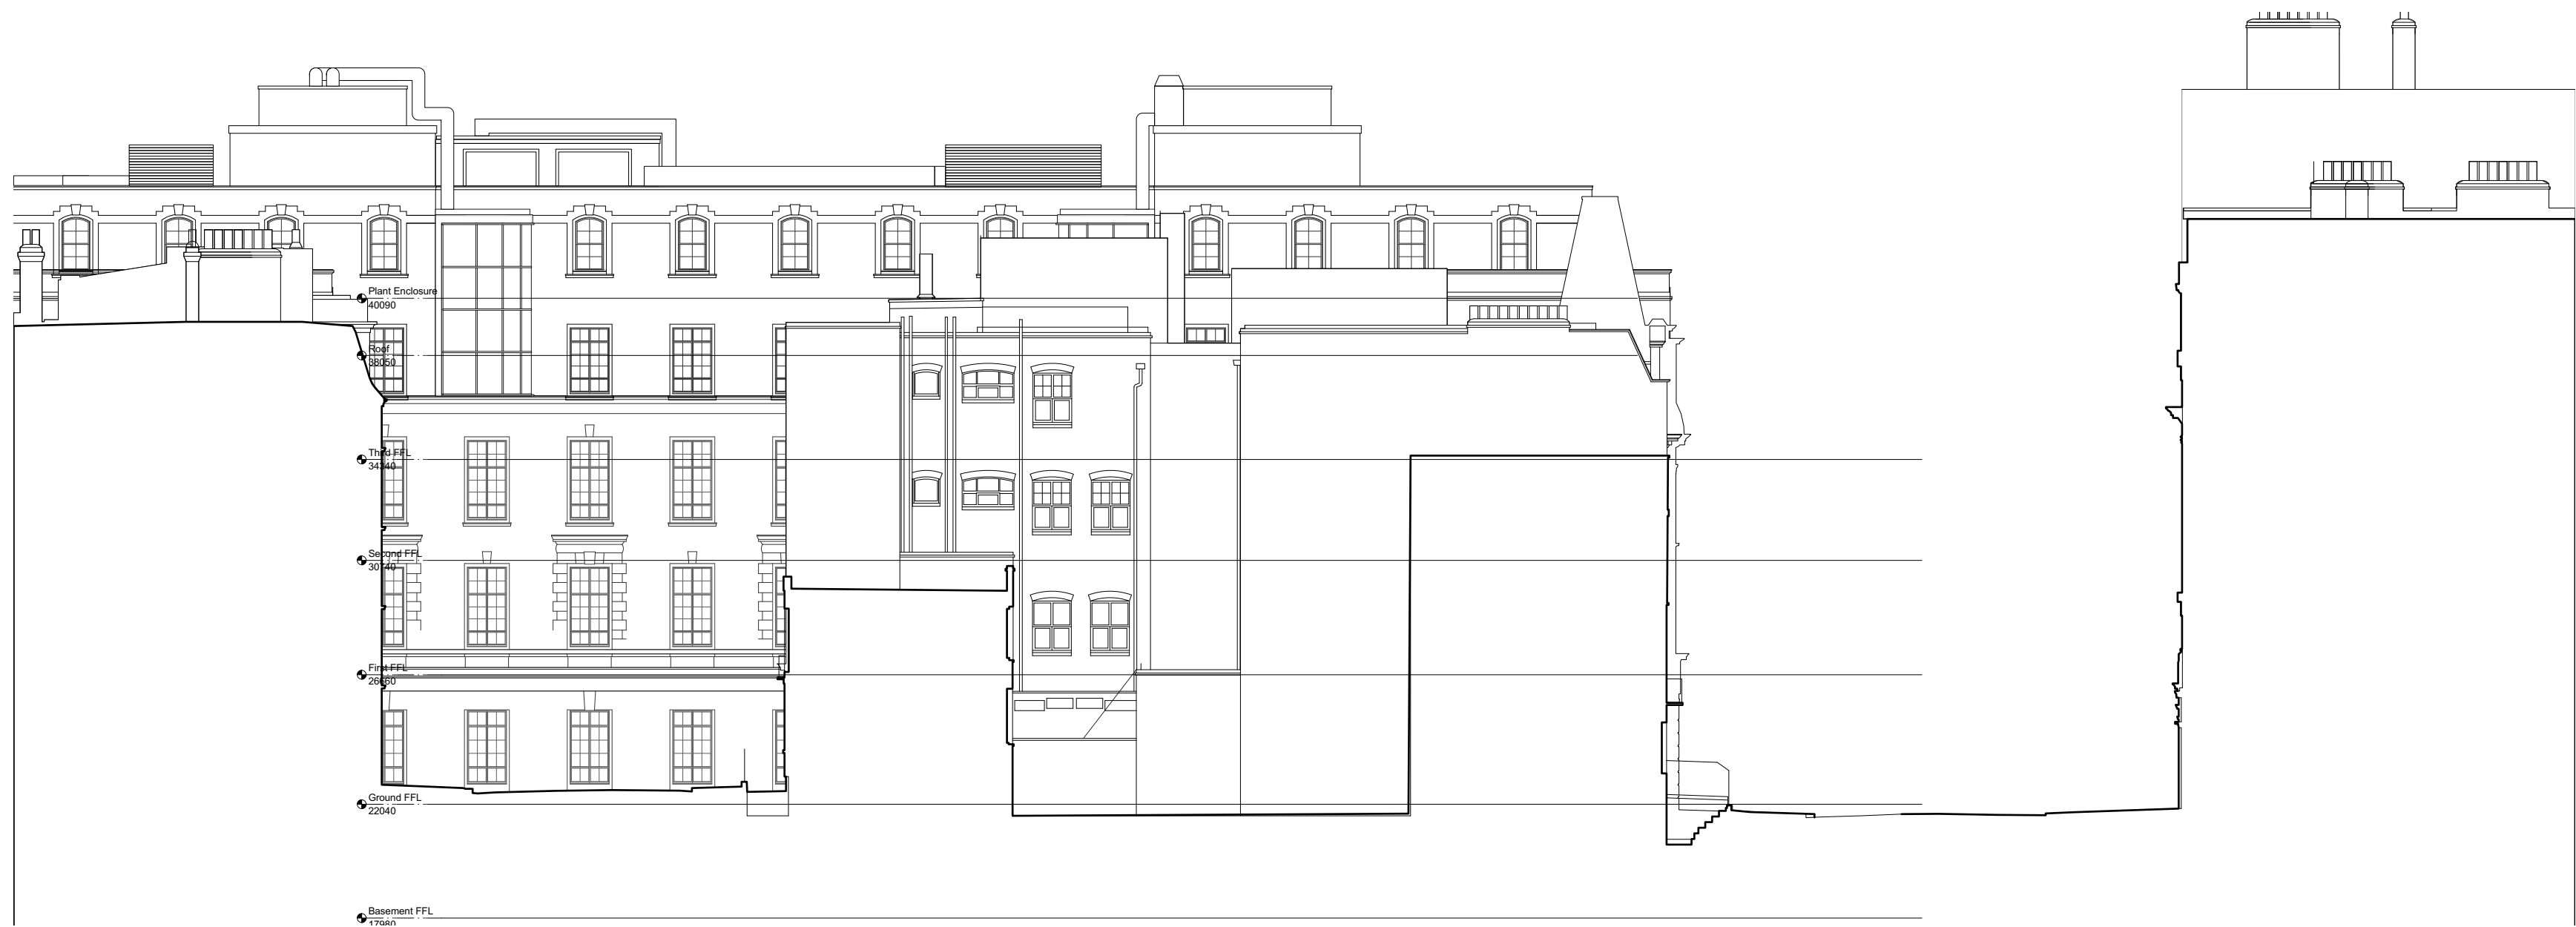 Plant Enclosure
40090
Roof
38050
Third FFL
34340
Second FFL
30740
First FFL
26660
Ground FFL
22040
Basement FFL
17980